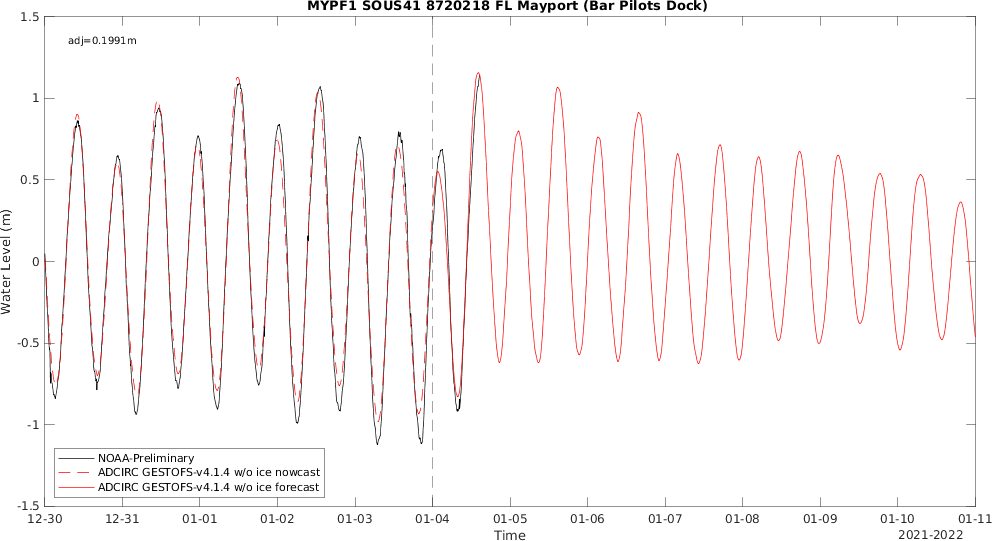 MYPF1 SOUS41 8720218 FL Mayport (Bar Pilots Dock)
adj=0.1991m
1.5
1
0.5
0
-0.5
-1
-1.5
Water Level (m)
NOAA-Preliminary
ADCIRC GESTOFS-v4.1.4 w/o ice nowcast
ADCIRC GESTOFS-v4.1.4 w/o ice forecast
12-30 12-31 01-01 01-02 01-03 01-04 01-05 01-06 01-07 01-08 01-09 01-10 01-11
Time
2021-2022